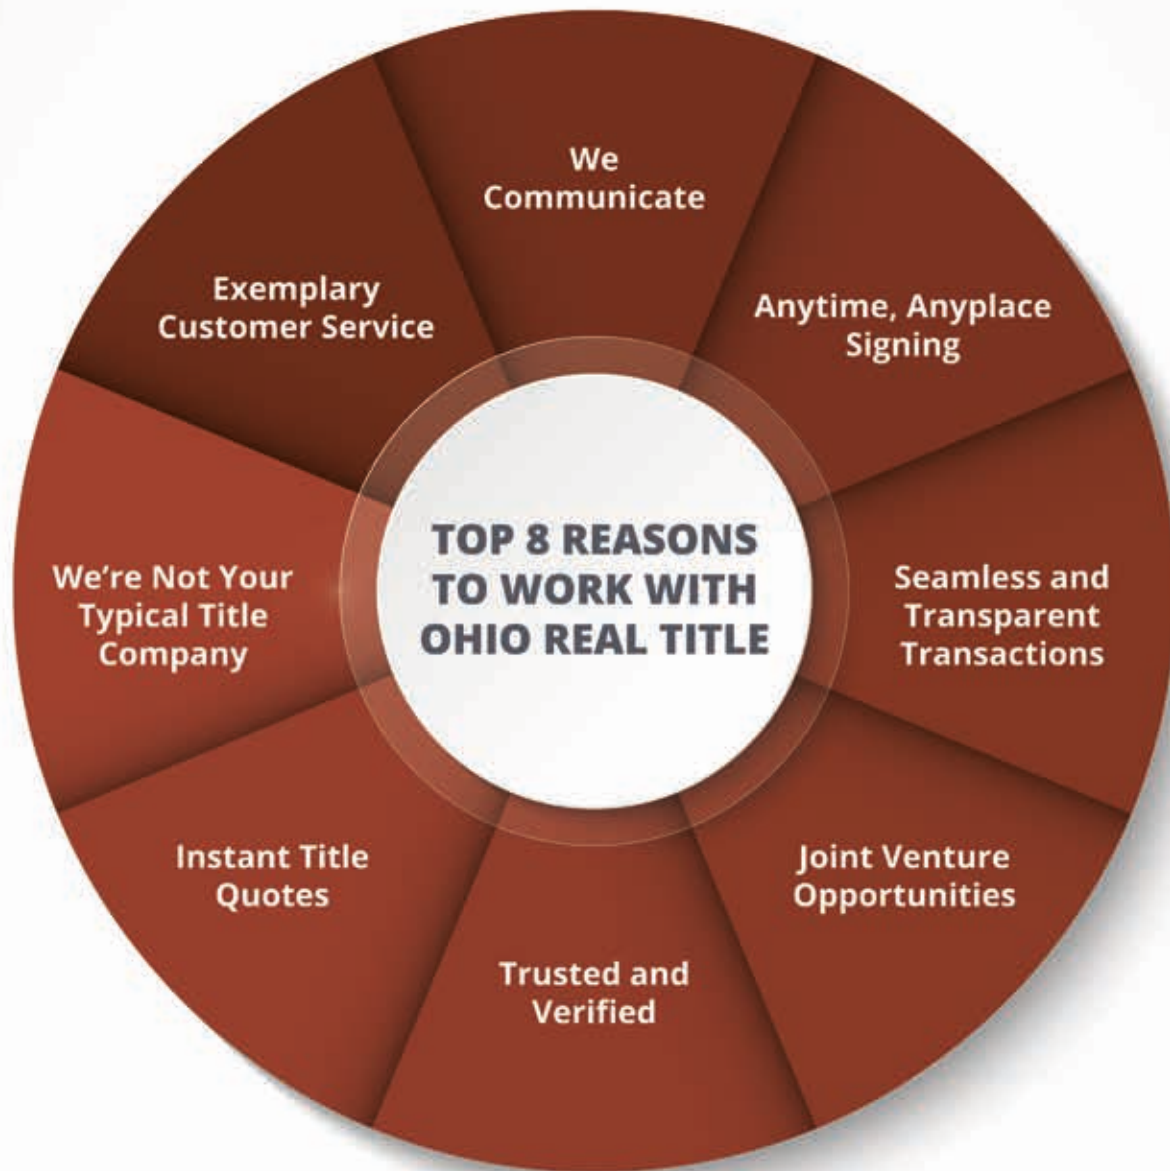 We
Communicate
Anytime, Anyplace
Signing
Seamless and
Transparent
Transactions
Joint Venture
Opportunities
Trusted and
Verified
Instant Title
Quotes
We’re Not Your
Typical Title
Company
Exemplary
Customer Service
TOP 8 REASONS
TO WORK WITH
OHIO REAL TITLE